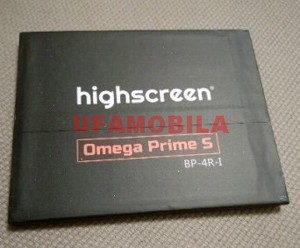 highscreen®
UFAMOBILA
Omega Prime S
BP-4R-I